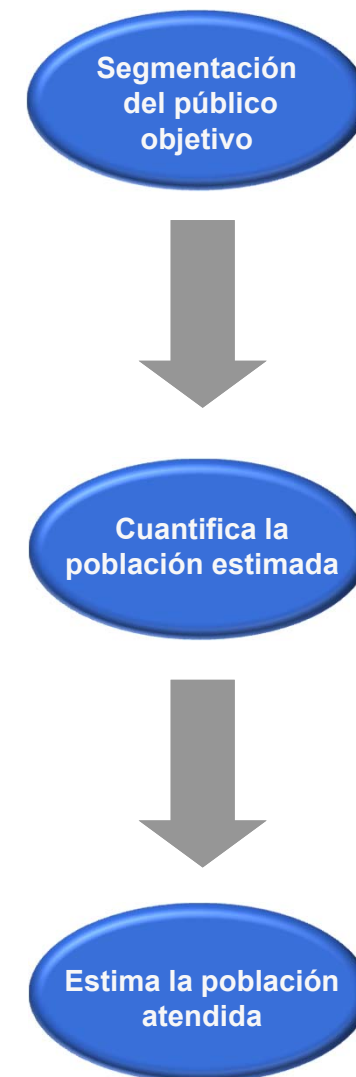 Segmentación
del público
objetivo
Cuantifica la
población estimada
Estima la población
atendida